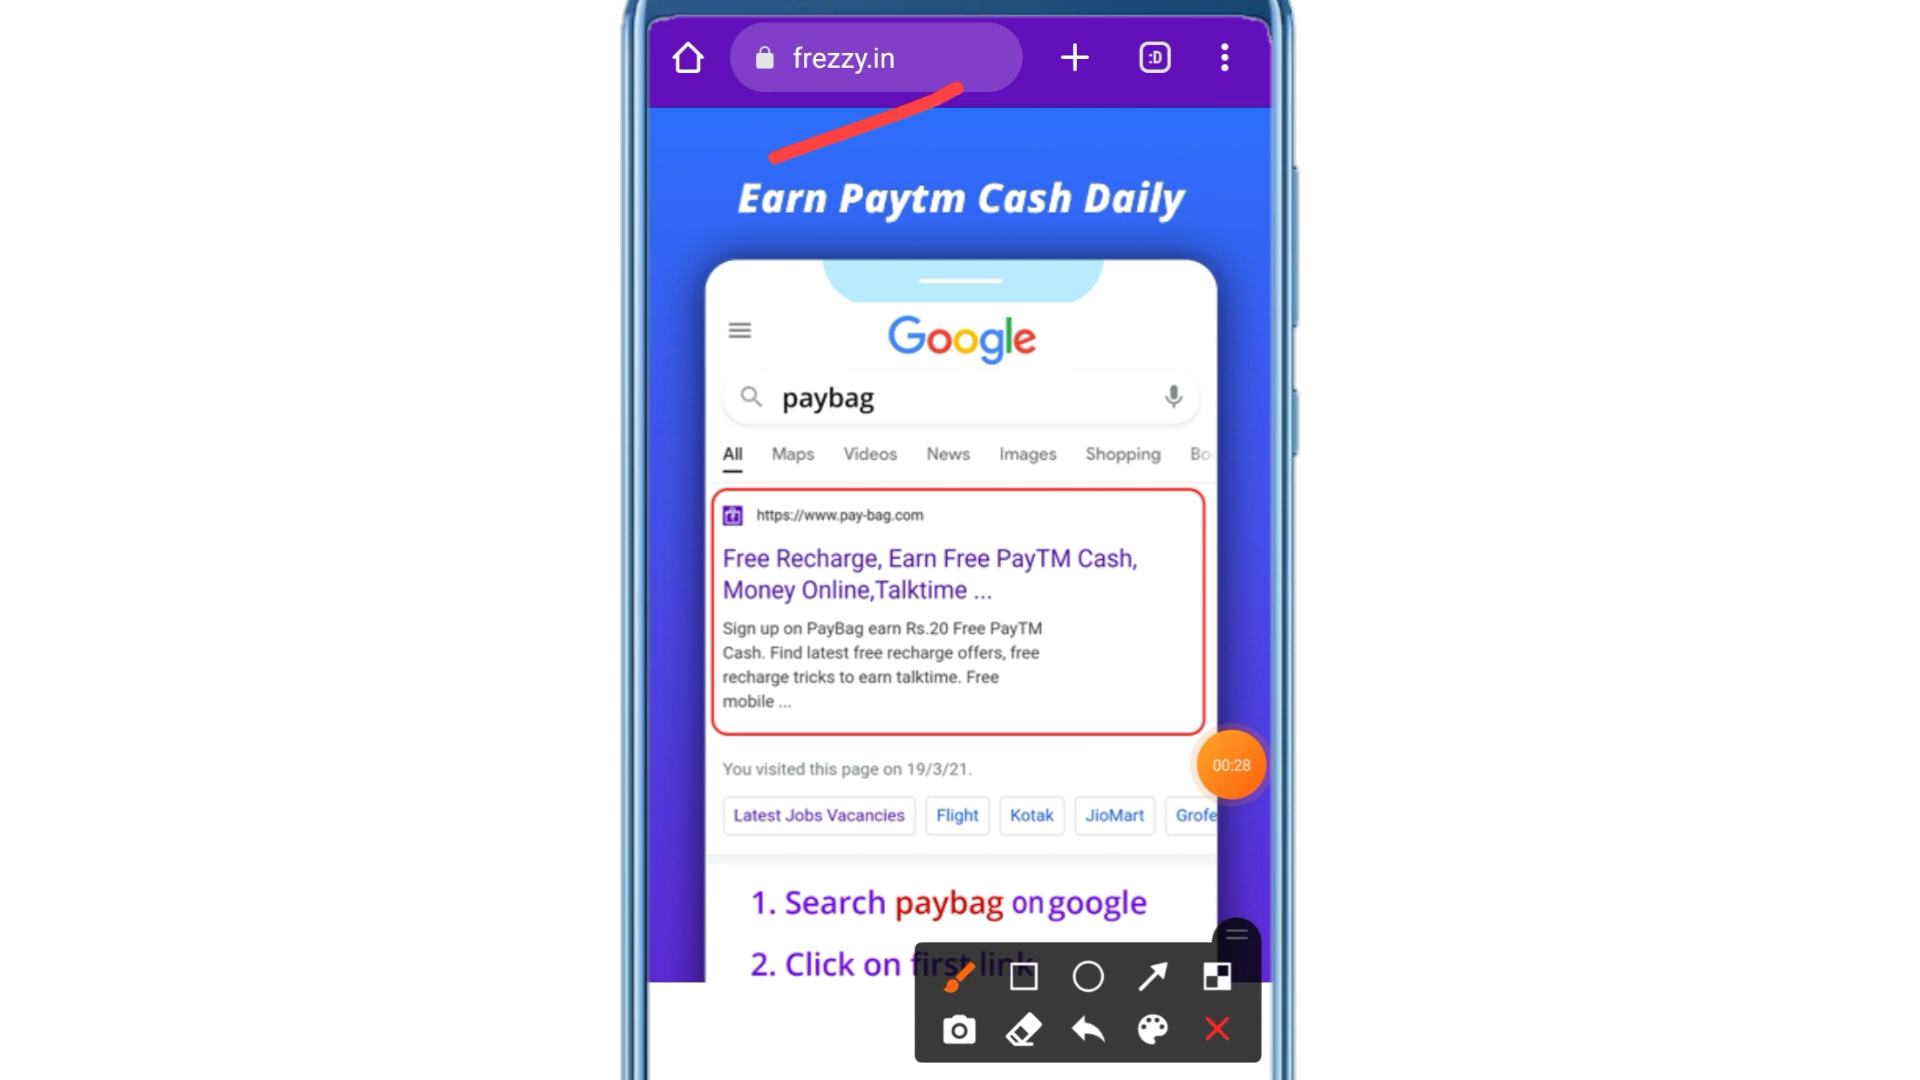 frezzy.in
:D
Earn Paytm Cash Daily
Google
paybag
All Maps Videos News Images Shopping Boo
https://www.pay-bag.com
Free Recharge, Earn Free PayTM Cash,
Money Online,Talktime ...
Sign up on PayBag earn Rs.20 Free PayTM
Cash. Find latest free recharge offers, free
recharge tricks to earn talktime. Free
mobile ...
00:28
You visited this page on 19/3/21.
Latest Jobs Vacancies Flight Kotak JioMart Grofe
1. Search paybag on google
2. Click on first link